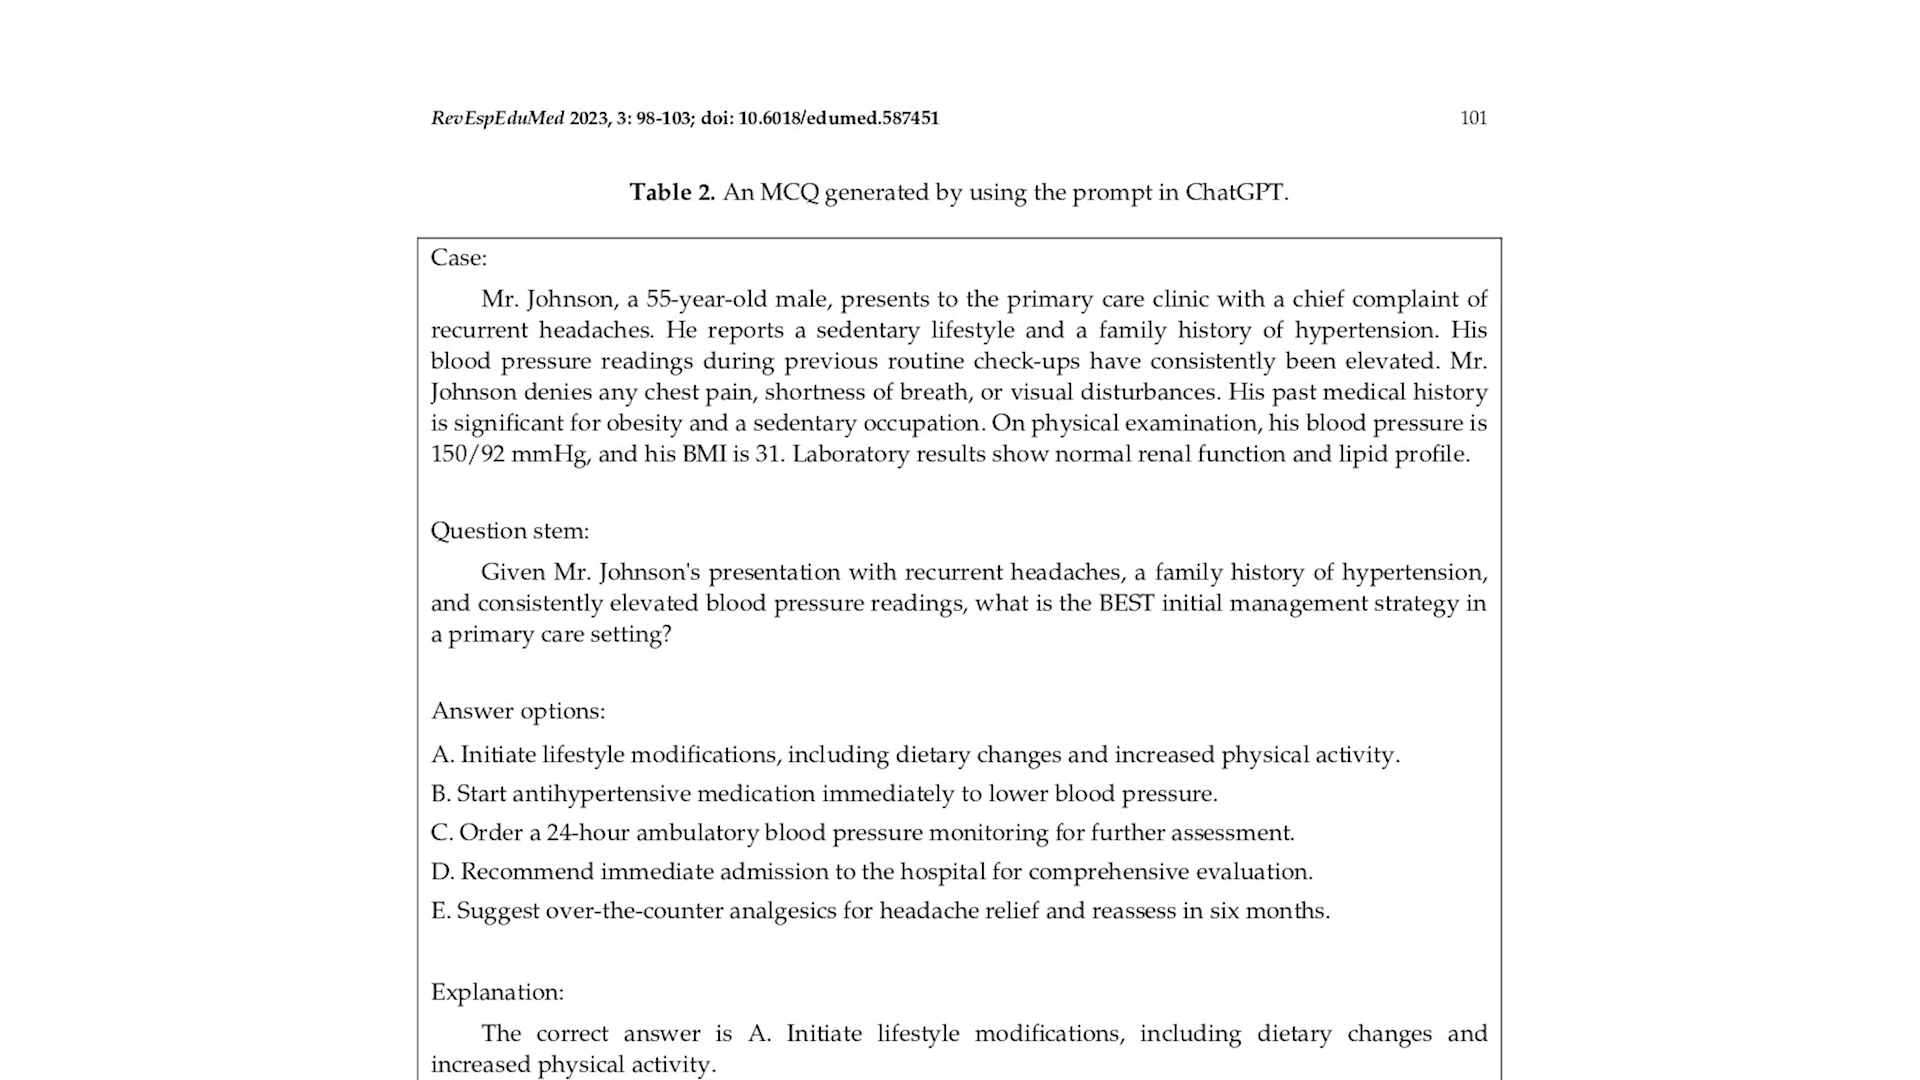 RevEspEduMed 2023, 3: 98-103; doi: 10.6018/edumed.587451 101
Table 2. An MCQ generated by using the prompt in ChatGPT.
Case:
Mr. Johnson, a 55-year-old male, presents to the primary care clinic with a chief complaint of
recurrent headaches. He reports a sedentary lifestyle and a family history of hypertension. His
blood pressure readings during previous routine check-ups have consistently been elevated. Mr.
Johnson denies any chest pain, shortness of breath, or visual disturbances. His past medical history
is significant for obesity and a sedentary occupation. On physical examination, his blood pressure is
150/92 mmHg, and his BMI is 31. Laboratory results show normal renal function and lipid profile.
Question stem:
Given Mr. Johnson's presentation with recurrent headaches, a family history of hypertension,
and consistently elevated blood pressure readings, what is the BEST initial management strategy in
a primary care setting?
Answer options:
A. Initiate lifestyle modifications, including dietary changes and increased physical activity.
B. Start antihypertensive medication immediately to lower blood pressure.
C. Order a 24-hour ambulatory blood pressure monitoring for further assessment.
D. Recommend immediate admission to the hospital for comprehensive evaluation.
E. Suggest over-the-counter analgesics for headache relief and reassess in six months.
Explanation:
The correct answer is A. Initiate lifestyle modifications, including dietary changes and
increased physical activity.